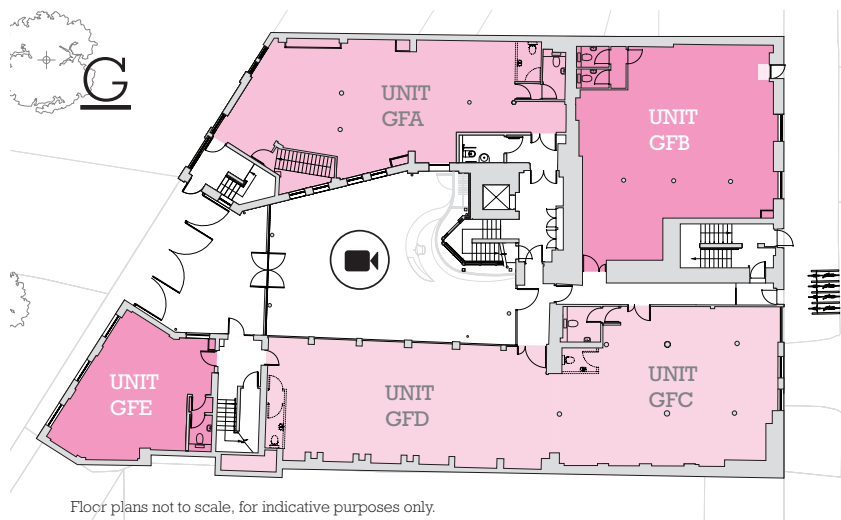 G
UNIT
GFA
UNIT
GFB
UNIT
GFE
UNIT
GFD
UNIT
GFC
Floor plans not to scale, for indicative purposes only.